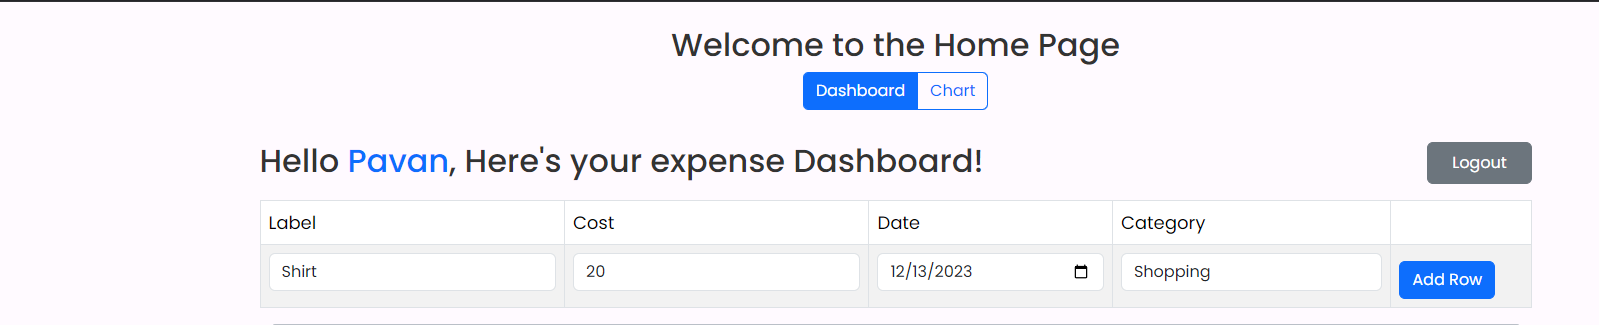 Welcome to the Home Page
Dashboard Chart
Hello Pavan, Here's your expense Dashboard!
Logout
Label Cost Date Category
Shirt 20 12/13/2023 Shopping Add Row